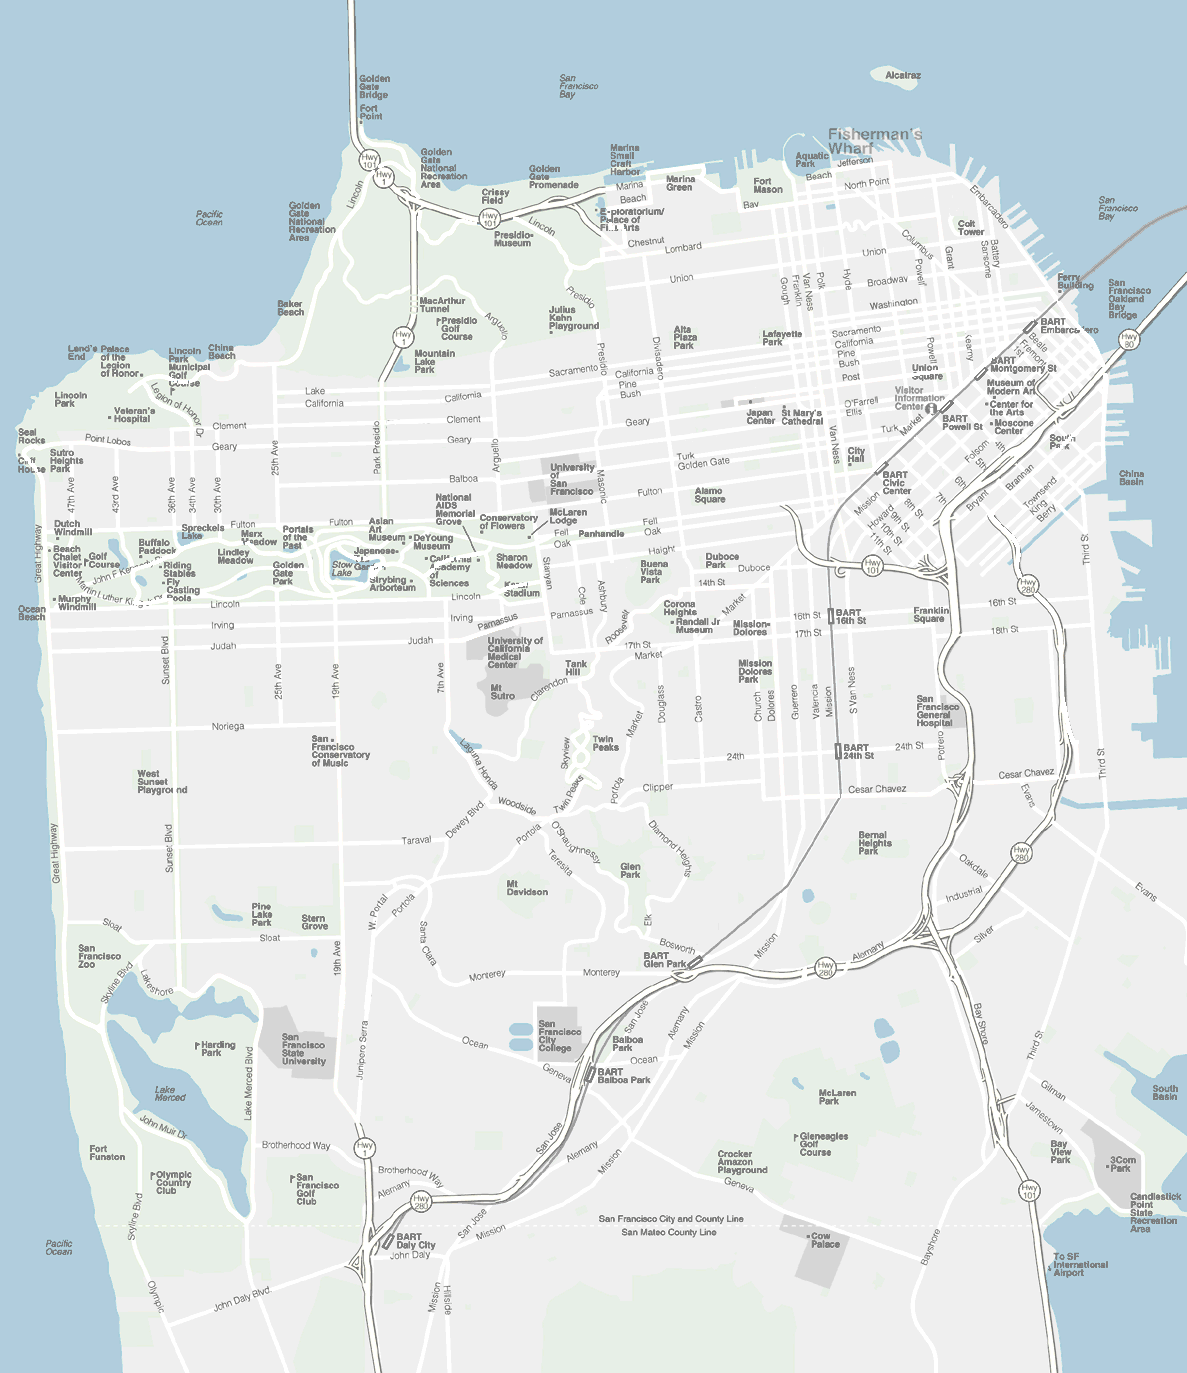 Golden
Gate
Bridge
Fort
Point
San
Francisco
Bay
Alcatraz
Fisherman's
Wharf
Hwy
101
Hwy
1
Golden
Gate
National
Recreation
Area
Golden
Gate
Promenade
Marina
Small
Craft
Harbor
Marina
Green
Fort
Mason
Aquatic
Park
Jefferson
Beach
North Point
Embarcadero
Pacific
Ocean
Golden
Gate
National
Recreation
Area
Lincoln
Crissy
Field
Hwy
101
Presidio
Museum
Lincoln
Marina
Beach
Palace of
Bay
Chestnut
Lombard
Union
Union
Columbus
Coit
Tower
Grant
Battery
Sansome
San
Francisco
Bay
Gough
Franklin
Van Ness
Polk
Hyde
Broadway
Powell
Washington
Ferry
Building
San
Francisco
Oakland
Bay
Bridge
Baker
Beach
MacArthur
Tunnel
Presidio
Golf
Course
Arguello
Presidio
Julius
Kahn
Playground
Alta
Plaza
Park
Lafayette
Park
Sacramento
California
Pine
Bush
Post
Powell
Kearny
BART
Embarcadero
Beale
Fremont
1st
Hwy
80
Hwy
1
Mountain
Lake
Park
Presidio
Divisadero
Sacramento
California
Pine
Bush
Union
Square
BART
Montgomery St
Museum of
Modern Art
Center for
the Arts
Moscone
Center
Visitor
Information
Center
BART
Powell St
O'Farrell
Ellis
Turk
Market
Japan
Center
St Mary's
Cathedral
Van Ness
City
Hall
BART
Civic
Center
Land's
End
Palace
of the
Legion
of Honor
Lincoln
Park
Municipal
Golf
China
Beach
Lincoln
Park
Veteran's
Hospital
Legion of Honor Dr
Lake
California
California
Clement
Clement
Geary
Geary
Geary
Seal
Rocks
Point Lobos
Sutro
Heights
Park
House
47th Ave
43rd Ave
36th Ave
34th Ave
30th Ave
25th Ave
Park Presidio
Arguello
Balboa
University
of
San
Francisco
Masonic
Turk
Golden Gate
Fulton
Alamo
Square
Folsom
4th
5th
6th
7th
Bryant
Brannan
Townsend
King
Berry
China
Basin
Mission
Howard
8th St
9th St
10th St
11th St
Third St
Great Highway
Dutch
Windmill
Beach
Chalet
Visitor
Center
Golf
Course
Buffalo
Paddock
Riding
Stables
Fly
Casting
Pools
Spreckels
Lake
Fulton
Marx
Meadow
Lindley
Meadow
Portals
of the
Past
Golden
Gate
Park
Fulton
Stow
Lake
Asian
Art
Museum
DeYoung
Museum
Japanese
Strybing
Arboretum
Academy
of
Sciences
National
AIDS
Memorial
Grove
Conservatory
of Flowers
McLaren
Lodge
Sharon
Meadow
Stadium
Fell
Oak
Panhandle
Fell
Oak
Haight
Murphy
Windmill
Ocean
Beach
Lincoln
Lincoln
Irving
Irving
Judah
Judah
Parnassus
Parnassus
Stanyan
Cole
Ashbury
Roosevelt
Buena
Vista
Park
Duboce
Park
Duboce
14th St
Market
Corona
Heights
Randall Jr
Museum
Mission
Dolores
16th St
17th St
BART
16th St
Franklin
Square
16th St
18th St
Hwy
101
Hwy
280
University of
California
Medical
Center
Mt
Sutro
Tank
Hill
Clarendon
17th St
Market
Market
Mission
Dolores
Park
Douglass
Castro
Church
Dolores
Guerrero
Valencia
Mission
S Van Ness
San
Francisco
General
Hospital
Potrero
Sunset Blvd
25th Ave
19th Ave
7th Ave
Noriega
San
Francisco
Conservatory
of Music
West
Sunset
Playground
Laguna Honda
Skyview
Twin
Peaks
Twin Peaks
Portola
Clipper
24th
BART
24th St
24th St
Cesar Chavez
Cesar Chavez
Third St
Evans
Great Highway
Sunset Blvd
Taraval
Dewey Blvd
Woodside
Portola
O'Shaughnessy
Teresita
Diamond Heights
Glen
Park
Elk
Bernal
Heights
Park
Hwy
280
Oakdale
Industrial
Silver
Evans
Mt
Davidson
W. Portal
Portola
Santa Clara
Pine
Lake
Park
Stern
Grove
Sloat
Sloat
San
Francisco
Zoo
Skyline Blvd
Lakeshore
19th Ave
Monterey
Monterey
Bosworth
BART
Glen Park
Mission
Hwy
280
Alemany
Bay Shore
Harding
Park
San
Francisco
State
University
Junipero Serra
Ocean
Geneva
San
Francisco
City
College
San Jose
Balboa
Park
Ocean
BART
Balboa Park
Alemany
Mission
Third St
Gilman
Jamestown
South
Basin
Lake
Merced
Lake Merced Blvd
John Muir Dr
Fort
Funston
Olympic
Country
Club
Brotherhood Way
Hwy
1
San
Francisco
Golf
Club
Brotherhood Way
Alemany
Hwy
280
San Jose
Alemany
Mission
McLaren
Park
Gleneagles
Golf
Course
Crocker
Amazon
Playground
Geneva
Bay
View
Park
3Com
Park
Hwy
101
Candlestick
Point
State
Recreation
Area
San Francisco City and County Line
San Mateo County Line
Cow
Palace
Bayshore
To SF
International
Airport
Pacific
Ocean
Skyline Blvd
Olympic
John Daly Blvd
BART
Daly City
John Daly
San Jose
Mission
Mission
Hillside